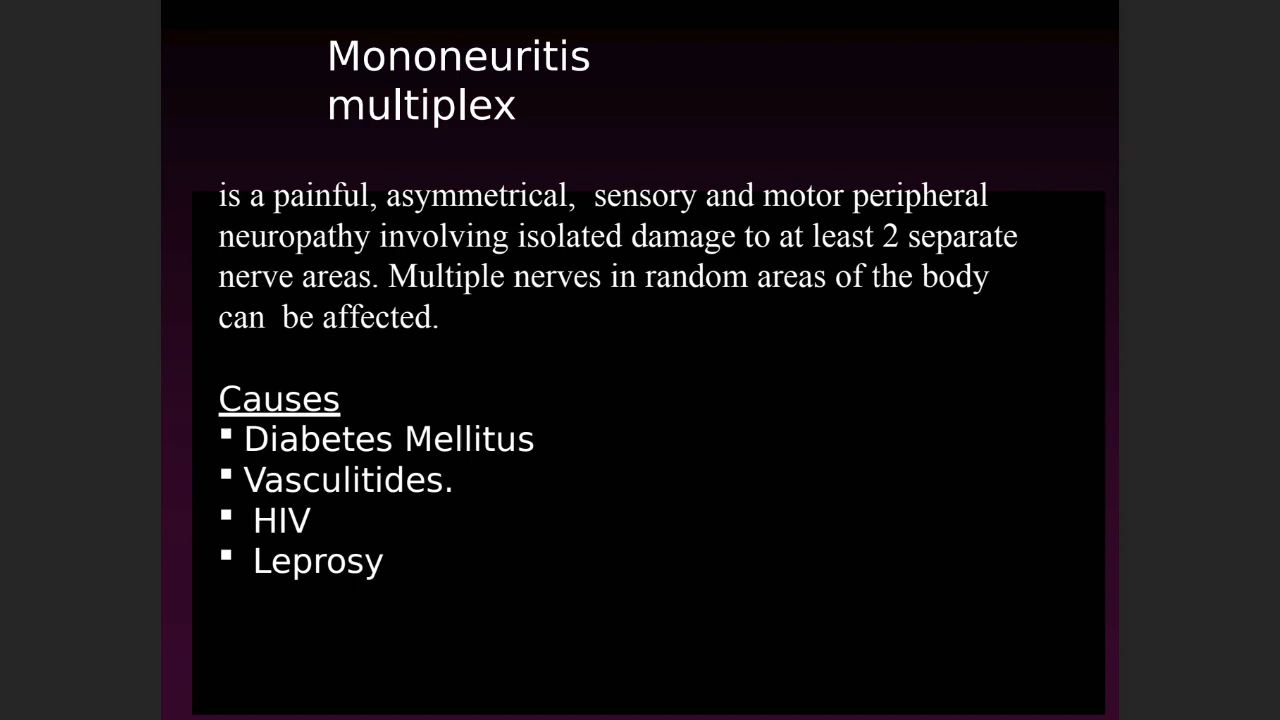 Mononeuritis
multiplex
is a painful, asymmetrical,  sensory and motor peripheral
neuropathy involving isolated damage to at least 2 separate
nerve areas. Multiple nerves in random areas of the body
can  be affected.
Causes
▪ Diabetes Mellitus
▪ Vasculitides.
▪ HIV
▪ Leprosy